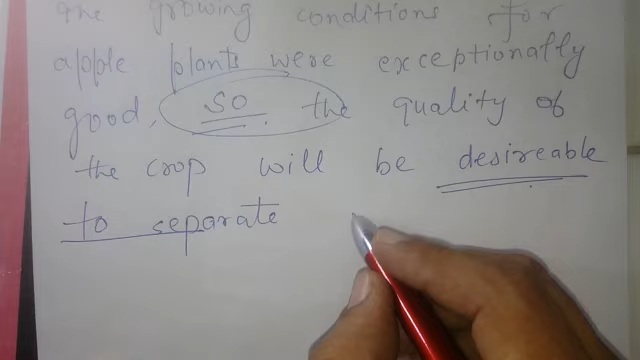 the growing conditions for
apple plants were exceptionally
good, so. the quality of
the crop will be desireable
to separate